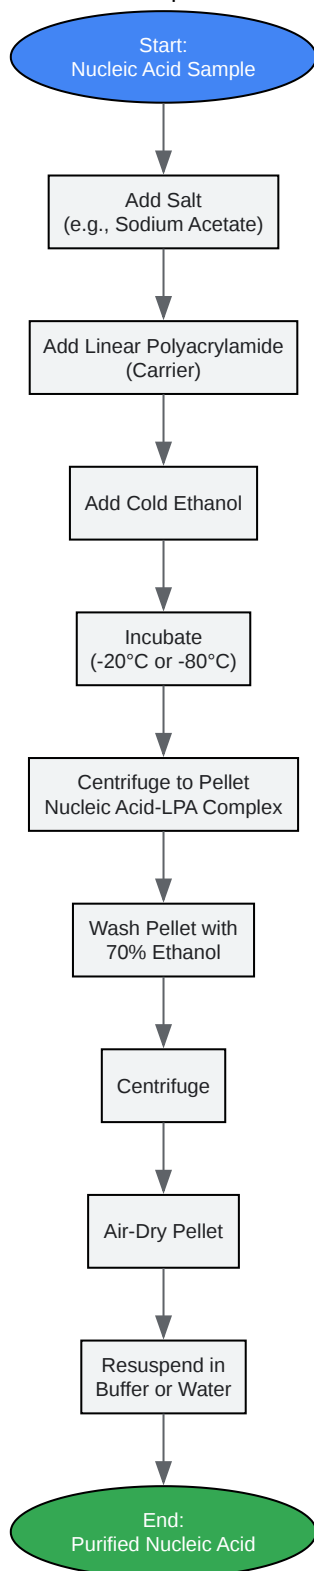 Start:
Nucleic Acid Sample
Add Salt
(e.g., Sodium Acetate)
Add Linear Polyacrylamide
(Carrier)
Add Cold Ethanol
Incubate
(-20°C or -80°C)
Centrifuge to Pellet
Nucleic Acid-LPA Complex
Wash Pellet with
70% Ethanol
Centrifuge
Air-Dry Pellet
Resuspend in
Buffer or Water
End:
Purified Nucleic Acid